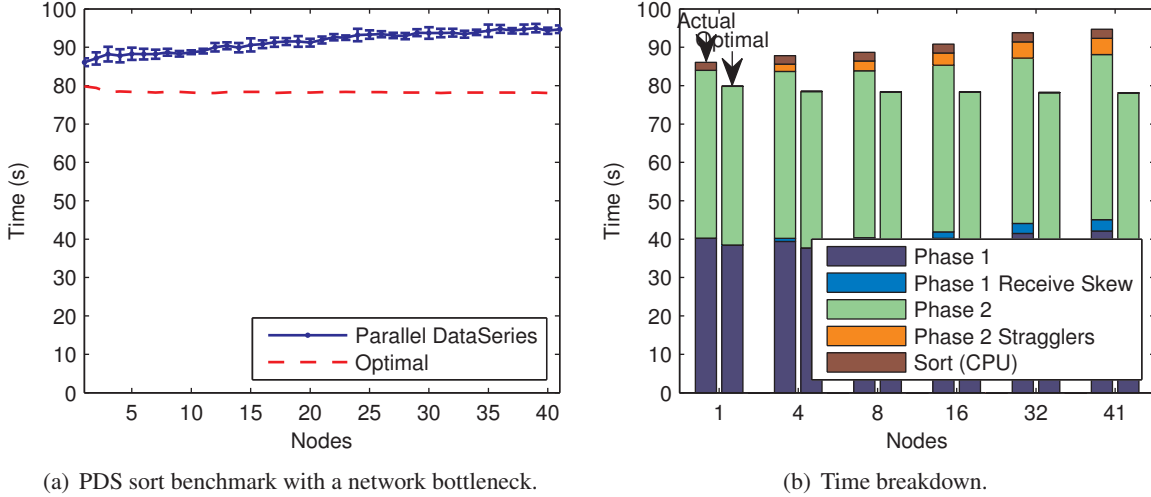 100
90
80
70
60
50
40
30
20
10
0
Time (s)
5 10 15 20 25 30 35 40
Nodes
Parallel DataSeries
Optimal
(a) PDS sort benchmark with a network bottleneck.
100
90
80
70
60
50
40
30
20
10
0
Time (s)
Actual
Optimal
1 4 8 16 32 41
Nodes
Phase 1
Phase 1 Receive Skew
Phase 2
Phase 2 Stragglers
Sort (CPU)
(b) Time breakdown.